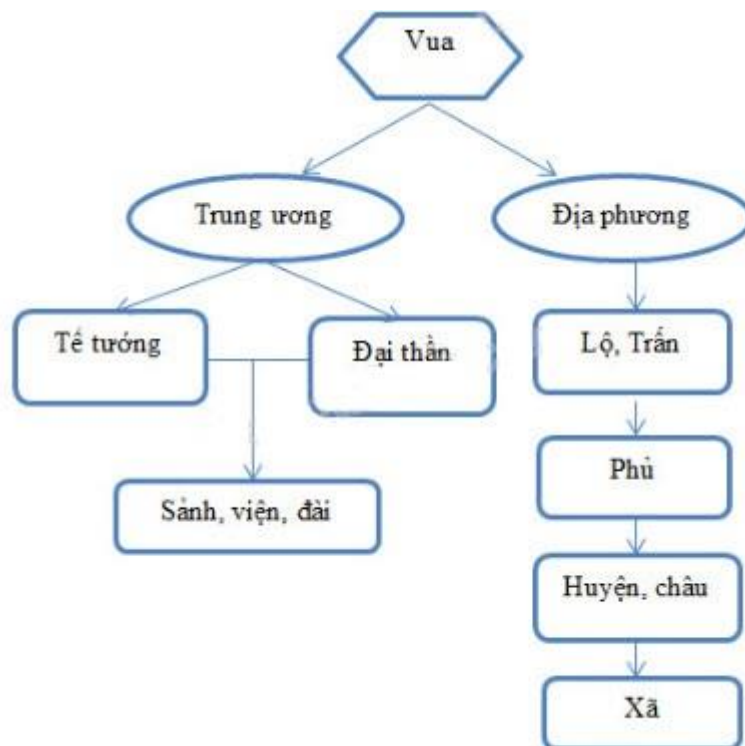 Vua
Trung ương
Địa phương
Tể tướng
Đại thần
Lộ, Trấn
Phủ
Sảnh, viện, đài
Huyện, châu
Xã